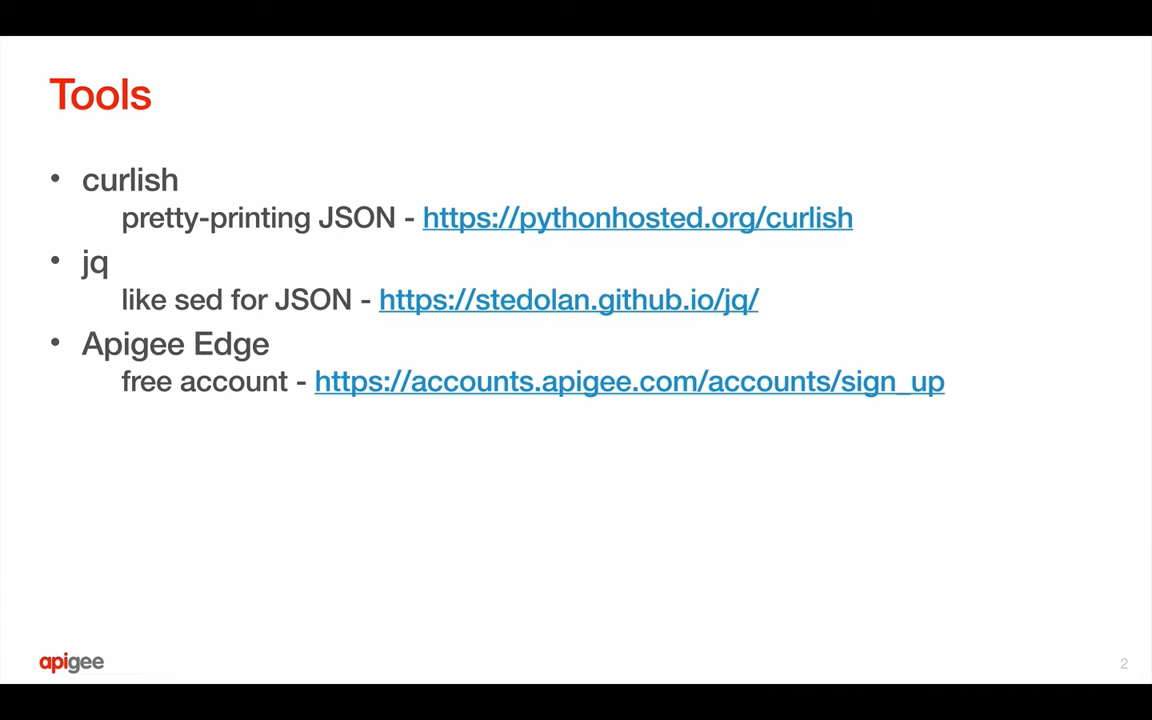 Tools
• curlish
pretty-printing JSON - https://pythonhosted.org/curlish
• jq
like sed for JSON - https://stedolan.github.io/jq/
• Apigee Edge
free account - https://accounts.apigee.com/accounts/sign_up
apigee
2